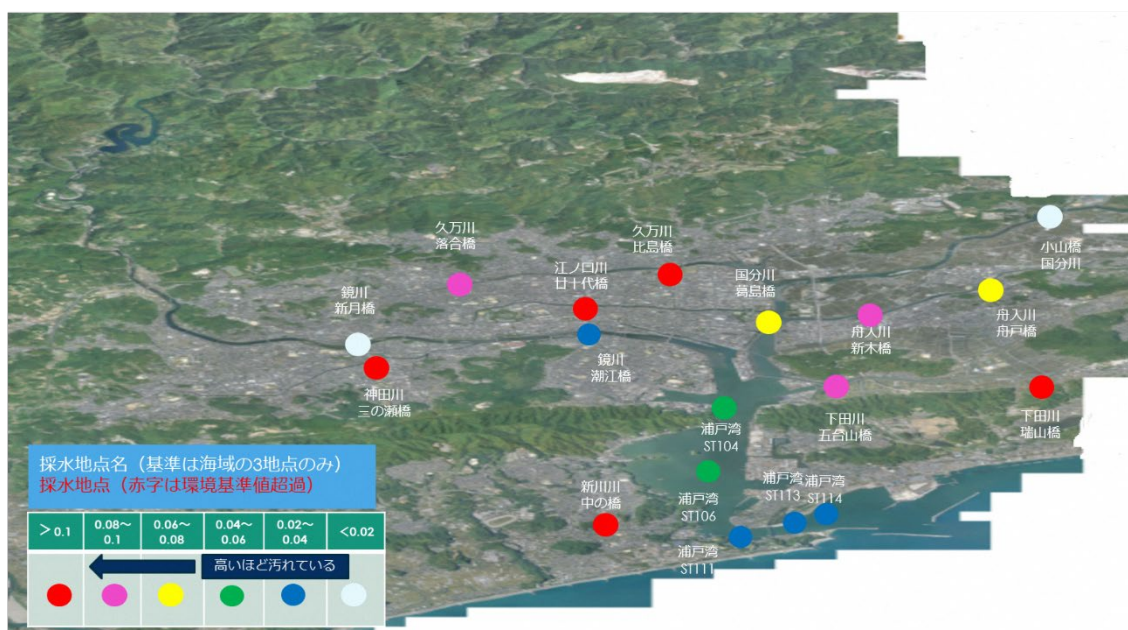 久万川
落合橋
久万川
比島橋
小山橋
国分川
江ノ口川
廿十代橋
国分川
葛島橋
鏡川
新月橋
舟入川
舟戸橋
舟入川
新木橋
鏡川
潮江橋
神田川
三の瀬橋
下田川
五台山橋
下田川
瑞山橋
浦戸湾
ST104
新川川
中の橋
浦戸湾
ST106
浦戸湾
ST113
浦戸湾
ST114
浦戸湾
ST111
採水地点名（基準は海域の3地点のみ）
採水地点（赤字は環境基準値超過）
＞0.1
0.08～
0.1
0.06～
0.08
0.04～
0.06
0.02～
0.04
<0.02
高いほど汚れている